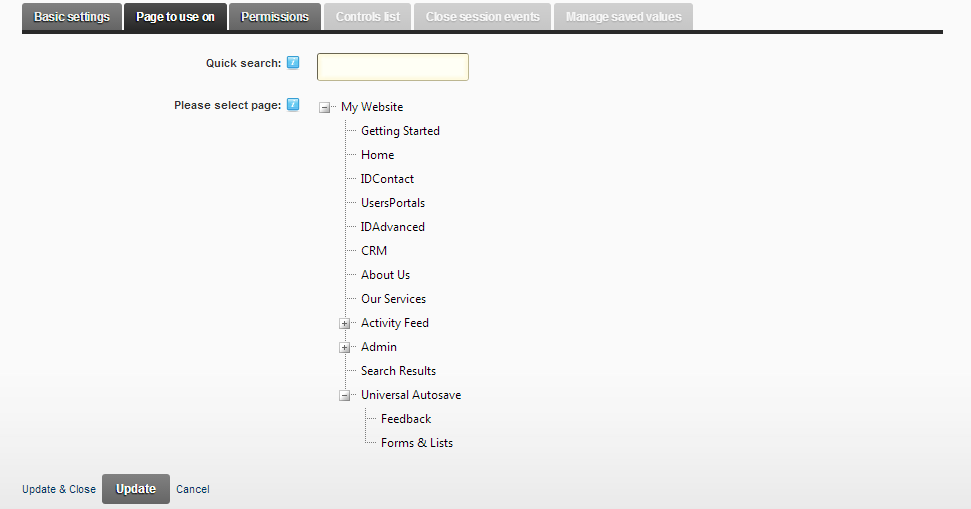 Basic settings Page to use on Permissions Controls list Close session events Manage saved values
Quick search:
Please select page:
My Website
Getting Started
Home
IDContact
UsersPortals
IDAdvanced
CRM
About Us
Our Services
Activity Feed
Admin
Search Results
Universal Autosave
Feedback
Forms & Lists
Update & Close Update Cancel